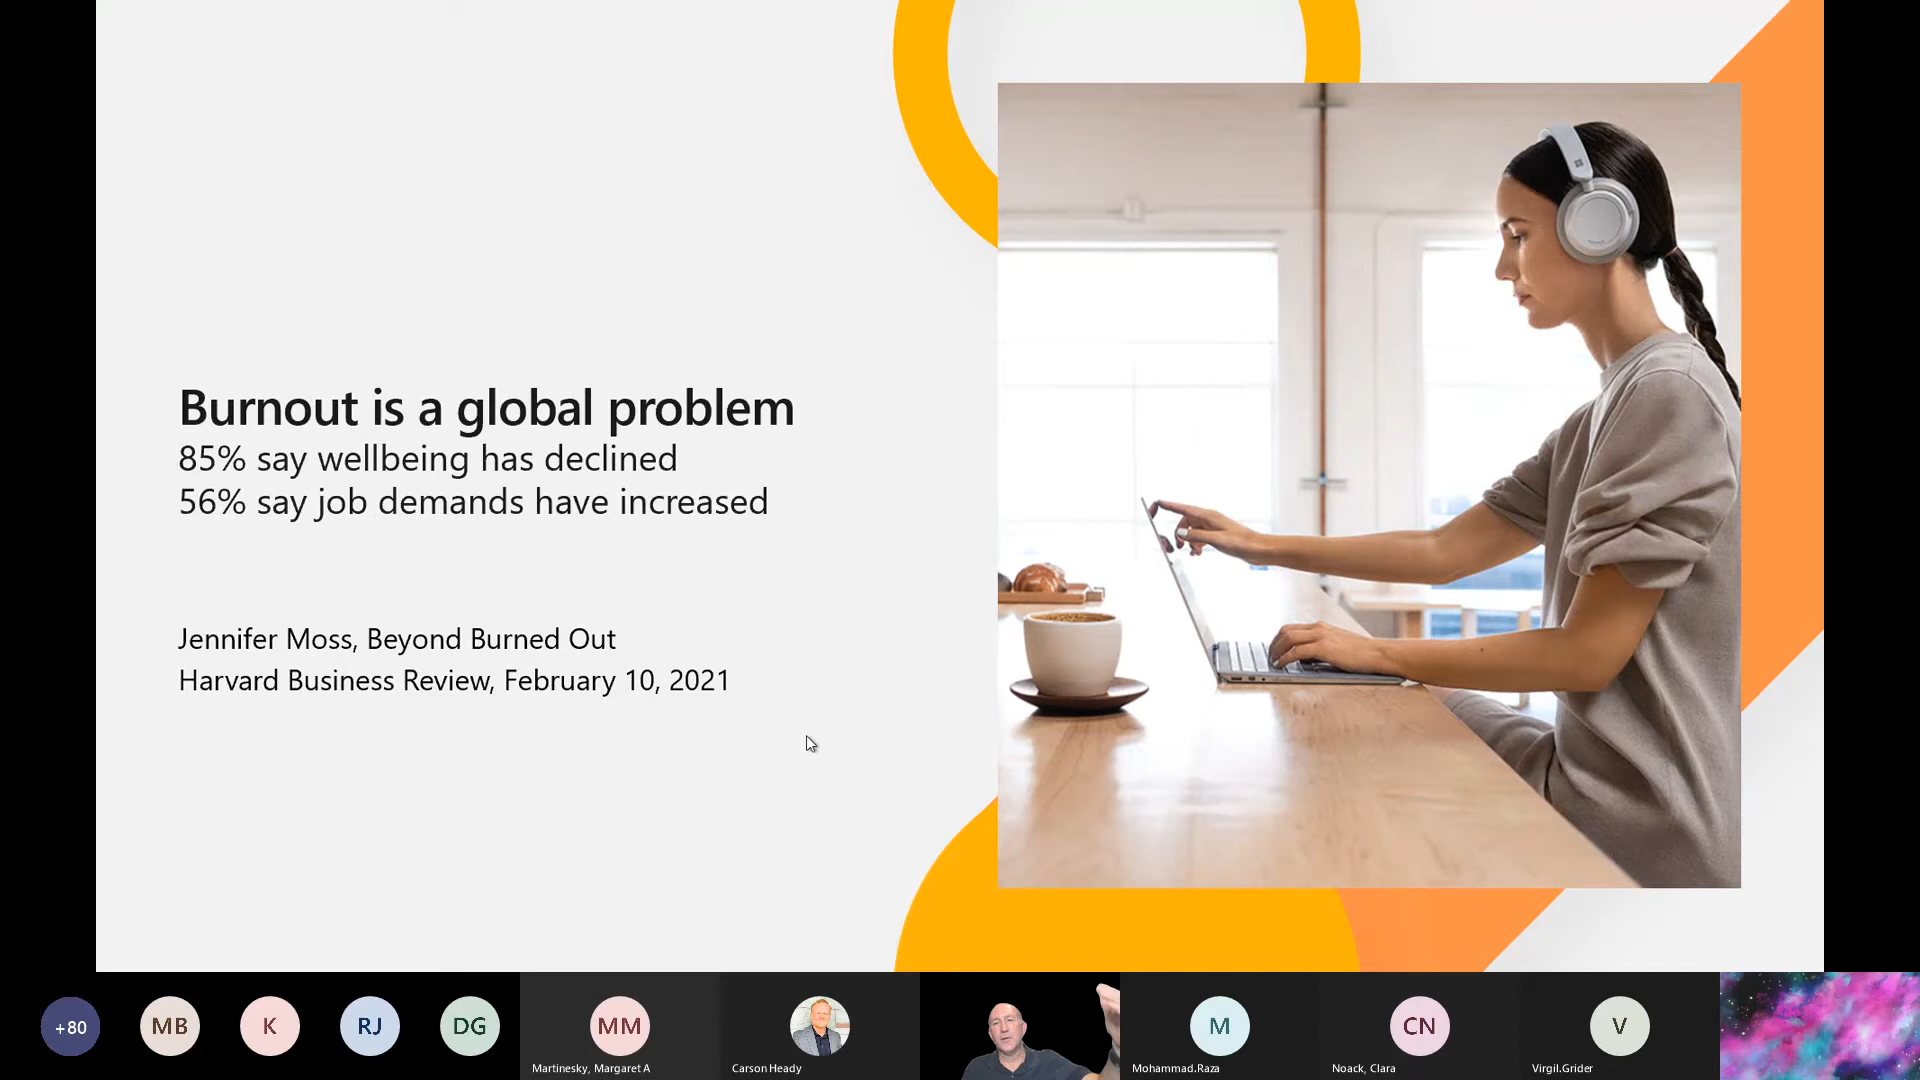 Burnout is a global problem
85% say wellbeing has declined
56% say job demands have increased
Jennifer Moss, Beyond Burned Out
Harvard Business Review, February 10, 2021
+80
MB
K
RJ
DG
MM
Martinesky, Margaret A
Carson Heady
M
Mohammad.Raza
CN
Noack, Clara
V
Virgil.Grider